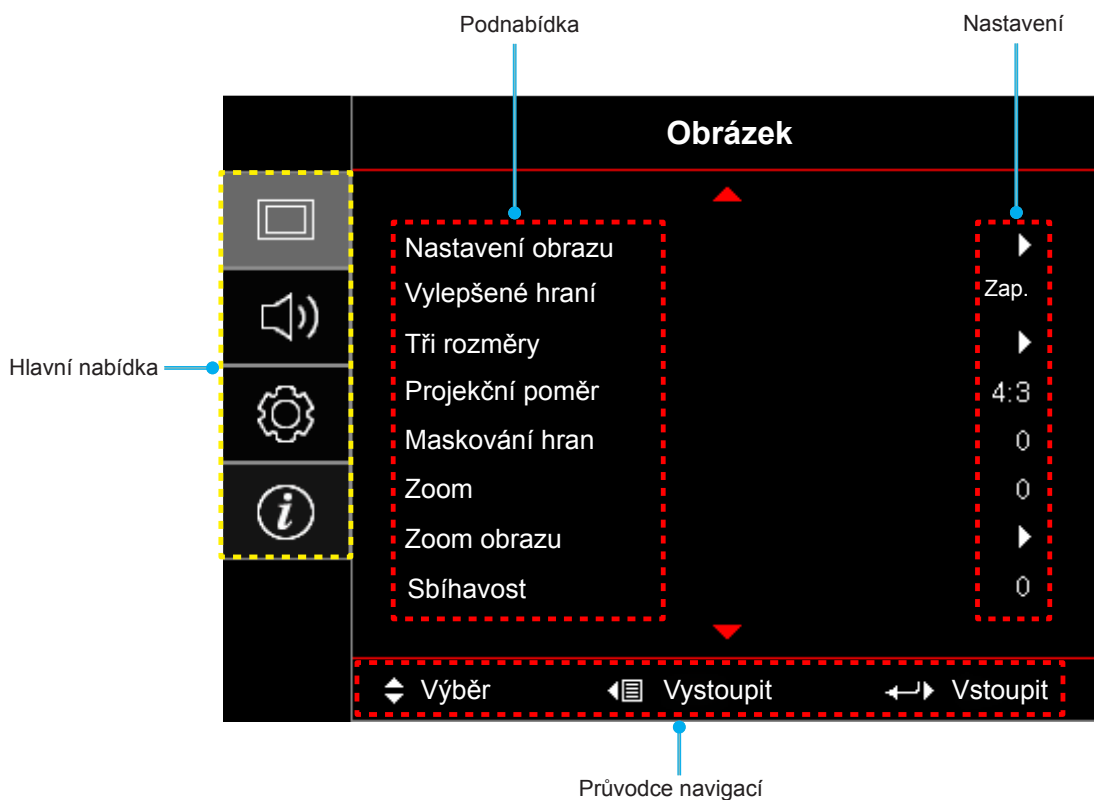 Podnabídka Nastavení
Obrázek
Nastavení obrazu
Vylepšené hraní Zap.
Tři rozměry
Hlavní nabídka
Projekční poměr 4:3
Maskování hran 0
Zoom 0
Zoom obrazu
Sbíhavost 0
Výběr Vystoupit Vstoupit
Průvodce navigací